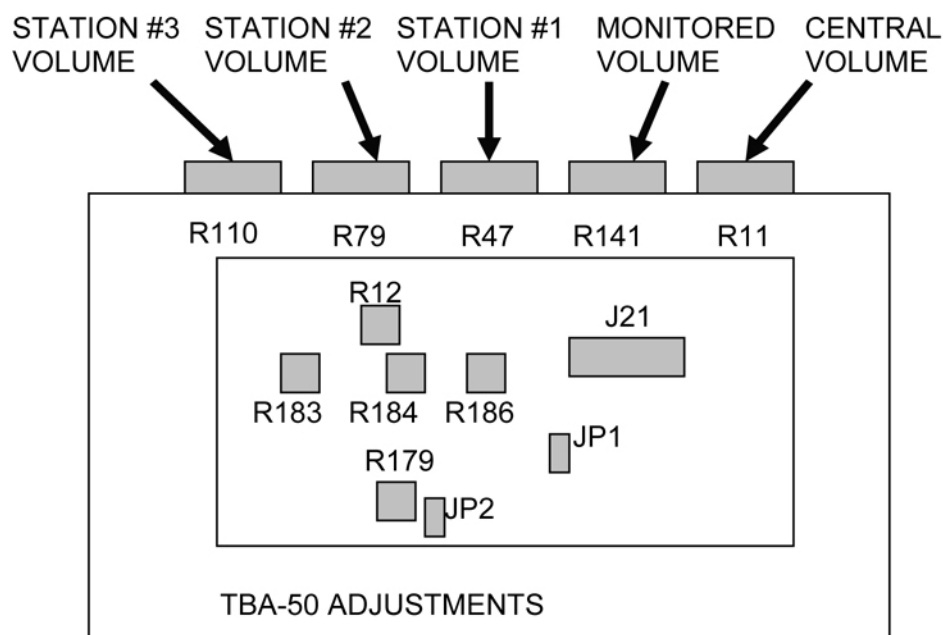 STATION #3 VOLUME
STATION #2 VOLUME
STATION #1 VOLUME
MONITORED VOLUME
CENTRAL VOLUME
R110 R79 R47 R141 R11
R12
J21
R183 R184 R186
JP1
R179
JP2
TBA-50 ADJUSTMENTS